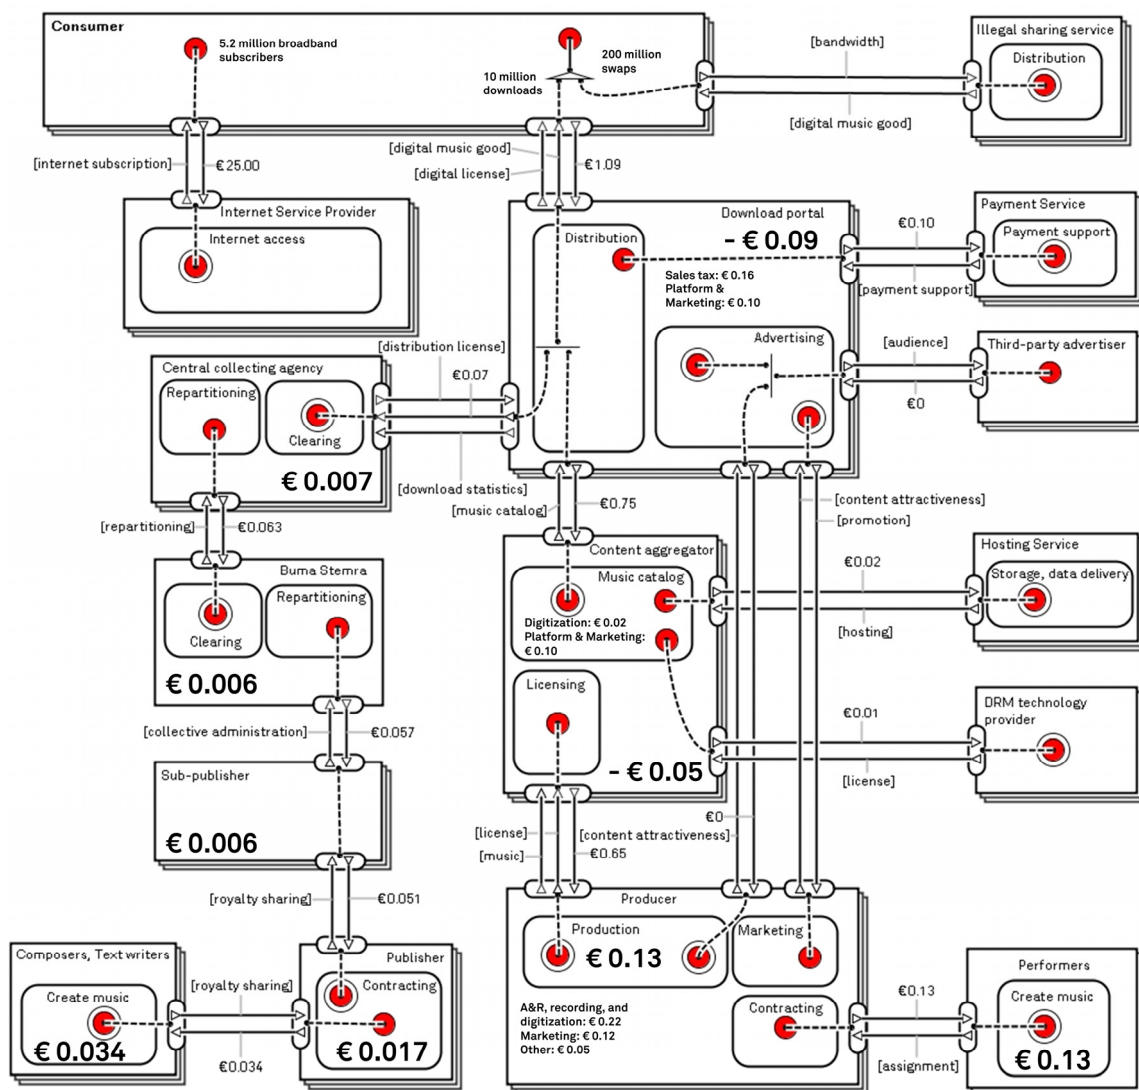 Consumer
5.2 million broadband
subscribers
200 million
swaps
10 million
downloads
[bandwidth]
[digital music good]
Illegal sharing service
Distribution
[internet subscription]
€25.00
[digital music good]
[digital license]
€1.09
Internet Service Provider
Internet access
Download portal
- € 0.09
Distribution
Sales tax: € 0.16
Platform &
Marketing: € 0.10
€0.10
[payment support]
Payment Service
Payment support
Advertising
[audience]
€0
Third-party advertiser
[distribution license]
€0.07
[download statistics]
Central collecting agency
Repartitioning
Clearing
€ 0.007
[music catalog]
€0.75
[content attractiveness]
[promotion]
[repartitioning]
€0.063
Content aggregator
Music catalog
Digitization: € 0.02
Platform & Marketing:
€ 0.10
€0.02
[hosting]
Hosting Service
Storage, data delivery
Buma Stemra
Repartitioning
Clearing
€ 0.006
Licensing
- € 0.05
€0.01
[license]
DRM technology
provider
[collective administration]
€0.057
Sub-publisher
€ 0.006
[license]
[music]
€0.65
€0
[content attractiveness]
[royalty sharing]
€0.051
Producer
Production
€ 0.13
Marketing
A&R, recording, and
digitization: € 0.22
Marketing: € 0.12
Other: € 0.05
Contracting
€0.13
[assignment]
Performers
Create music
€ 0.13
Composers, Text writers
Create music
€ 0.034
[royalty sharing]
€0.034
Publisher
Contracting
€ 0.017